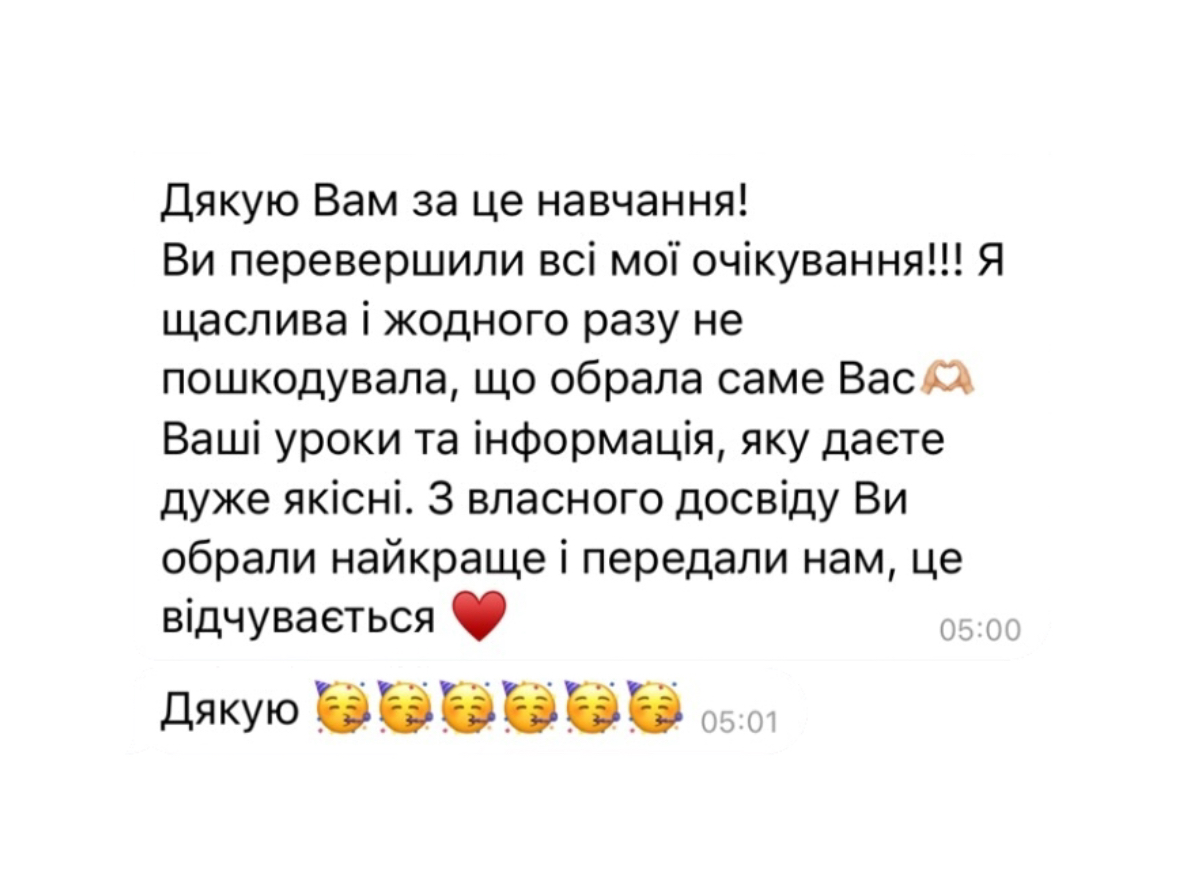 Дякую Вам за це навчання!
Ви перевершили всі мої очікування!!! Я
щаслива і жодного разу не
пошкодувала, що обрала саме Вас🫶🏼
Ваші уроки та інформація, яку даєте
дуже якісні. З власного досвіду Ви
обрали найкраще і передали нам, це
відчувається ♥️ 05:00
Дякую 🥳🥳🥳🥳🥳🥳 05:01